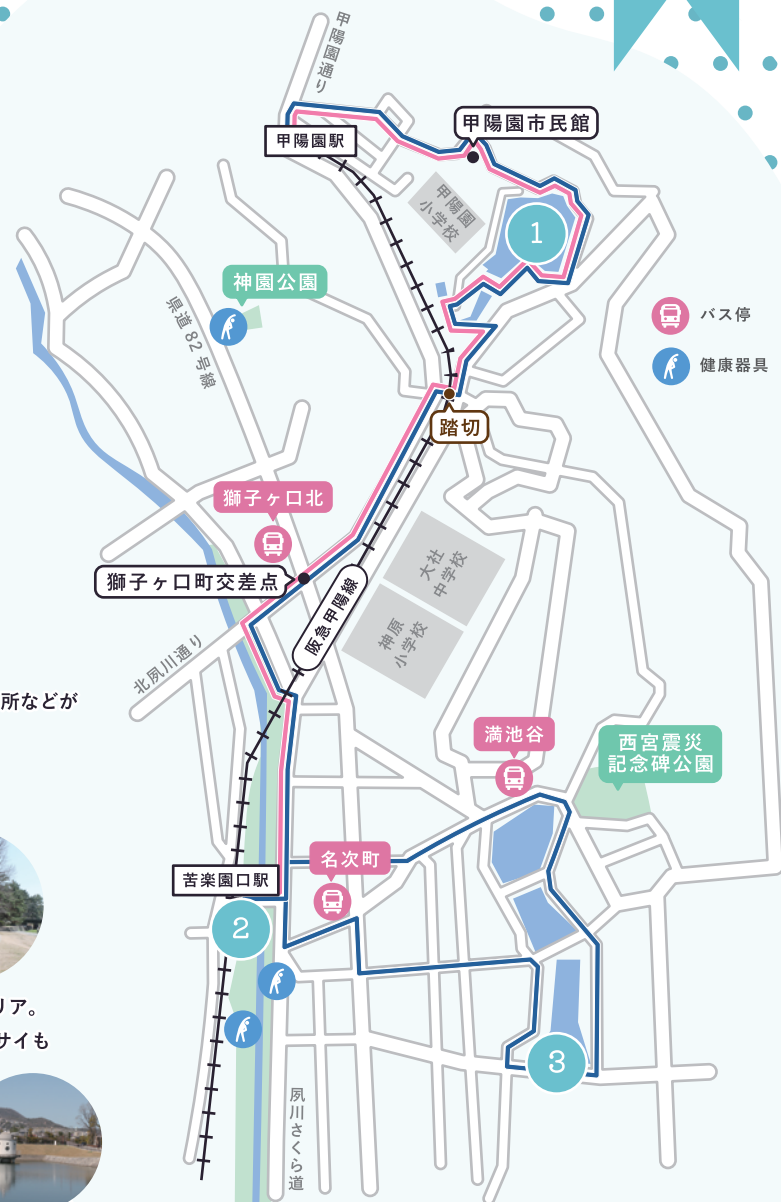 甲陽園通り
甲陽園駅
甲陽園市民館
甲陽園
小学校
1
神園公園
県道82号線
バス停
健康器具
踏切
獅子ヶ口北
獅子ヶ口町交差点
大社
中学校
神原
小学校
阪急甲陽線
北夙川通り
所などが
満池谷
西宮震災
記念碑公園
名次町
苦楽園口駅
2
リア。
サイも
3
夙川さくら道